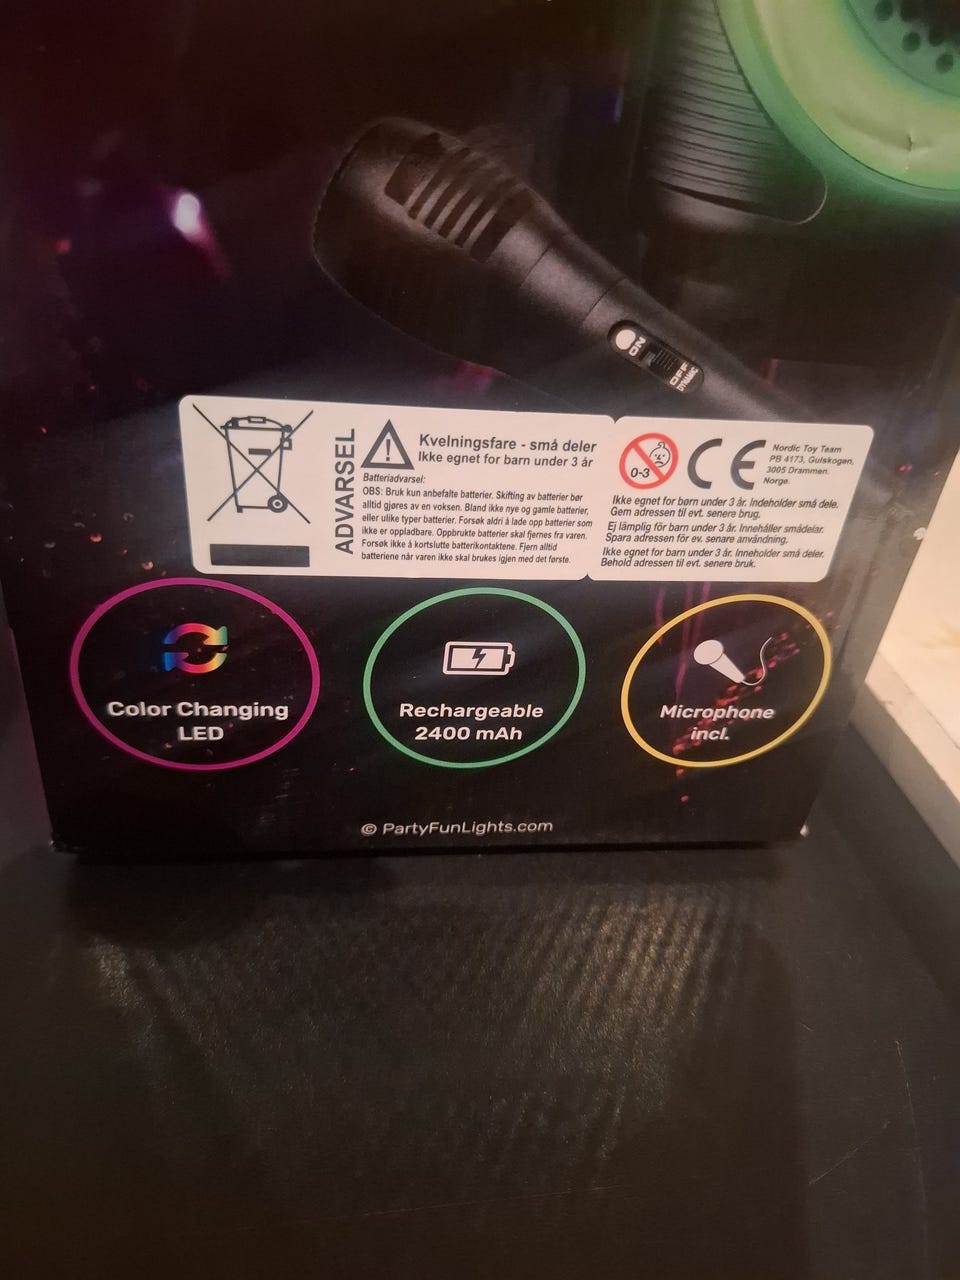 ON
OFF
DYNAMIC
ADVARSEL
Kvelningsfare - små deler
Ikke egnet for barn under 3 år
Batteriadvarsel:
OBS: Bruk kun anbefalte batterier. Skifting av batterier bør
alltid gjøres av en voksen. Bland ikke nye og gamle batterier,
eller ulike typer batterier. Forsøk aldri å lade opp batterier som
ikke er oppladbare. Oppbrukte batterier skal fjernes fra varen.
Forsøk ikke å kortslutte batterikontaktene. Fjern alltid
batteriene når varen ikke skal brukes igjen med det første.
0-3
CE
Nordic Toy Team
PB 4173, Gulskogen,
3005 Drammen.
Norge.
Ikke egnet for børn under 3 år. Indeholder små dele.
Gem adressen til evt. senere brug.
Ej lämplig för barn under 3 år. Innehåller smådelar.
Spara adressen för ev. senare användning.
Ikke egnet for barn under 3 år. Inneholder små deler.
Behold adressen til evt. senere bruk.
Color Changing
LED
Rechargeable
2400 mAh
Microphone
incl.
© PartyFunLights.com